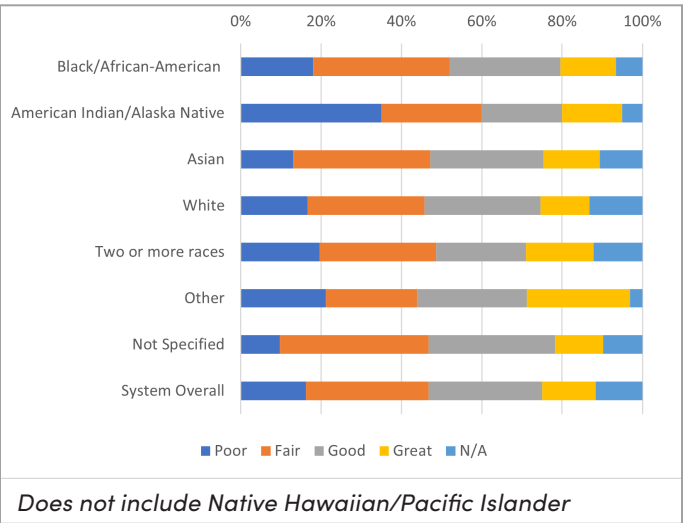 0% 20% 40% 60% 80% 100%
Black/African-American
American Indian/Alaska Native
Asian
White
Two or more races
Other
Not Specified
System Overall
Poor Fair Good Great N/A
Does not include Native Hawaiian/Pacific Islander